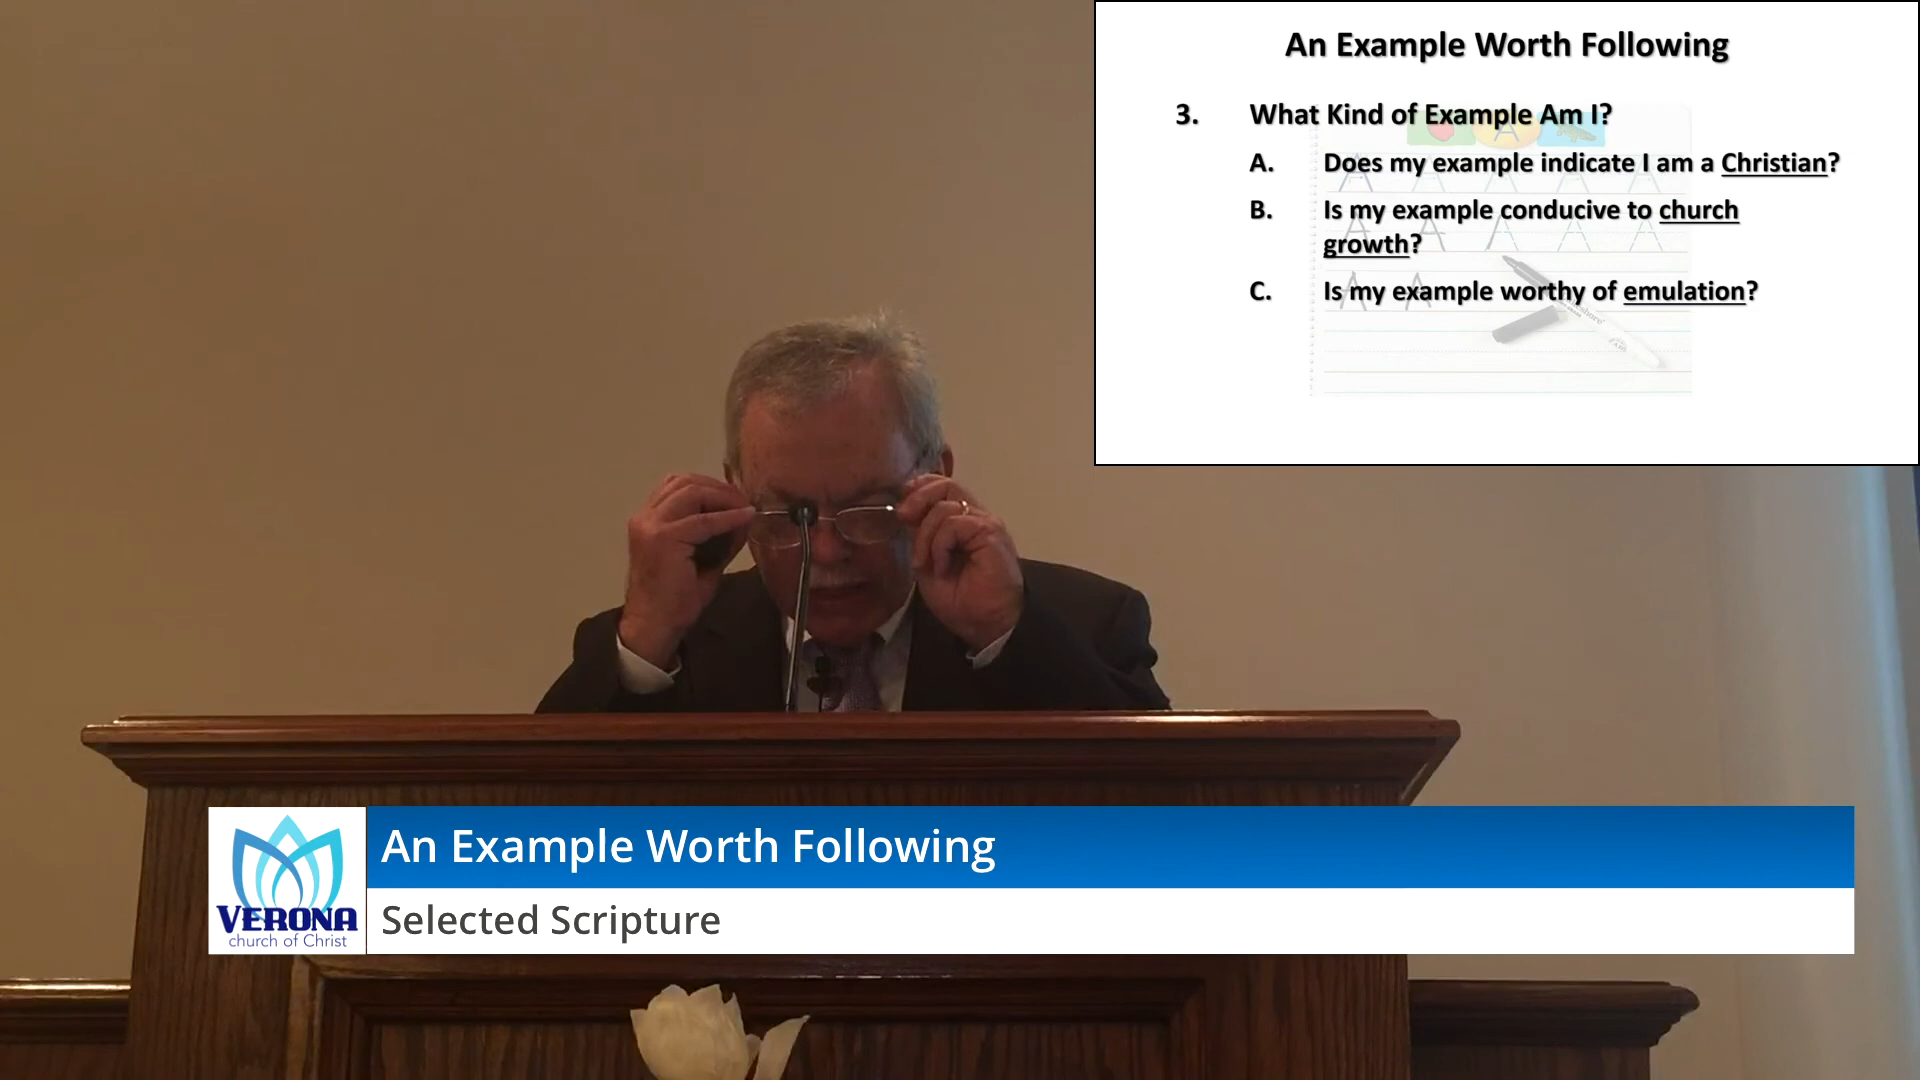 An Example Worth Following
3. What Kind of Example Am I?
A. Does my example indicate I am a Christian?
B. Is my example conducive to church
growth?
C. Is my example worthy of emulation?
An Example Worth Following
VERONA
church of Christ
Selected Scripture